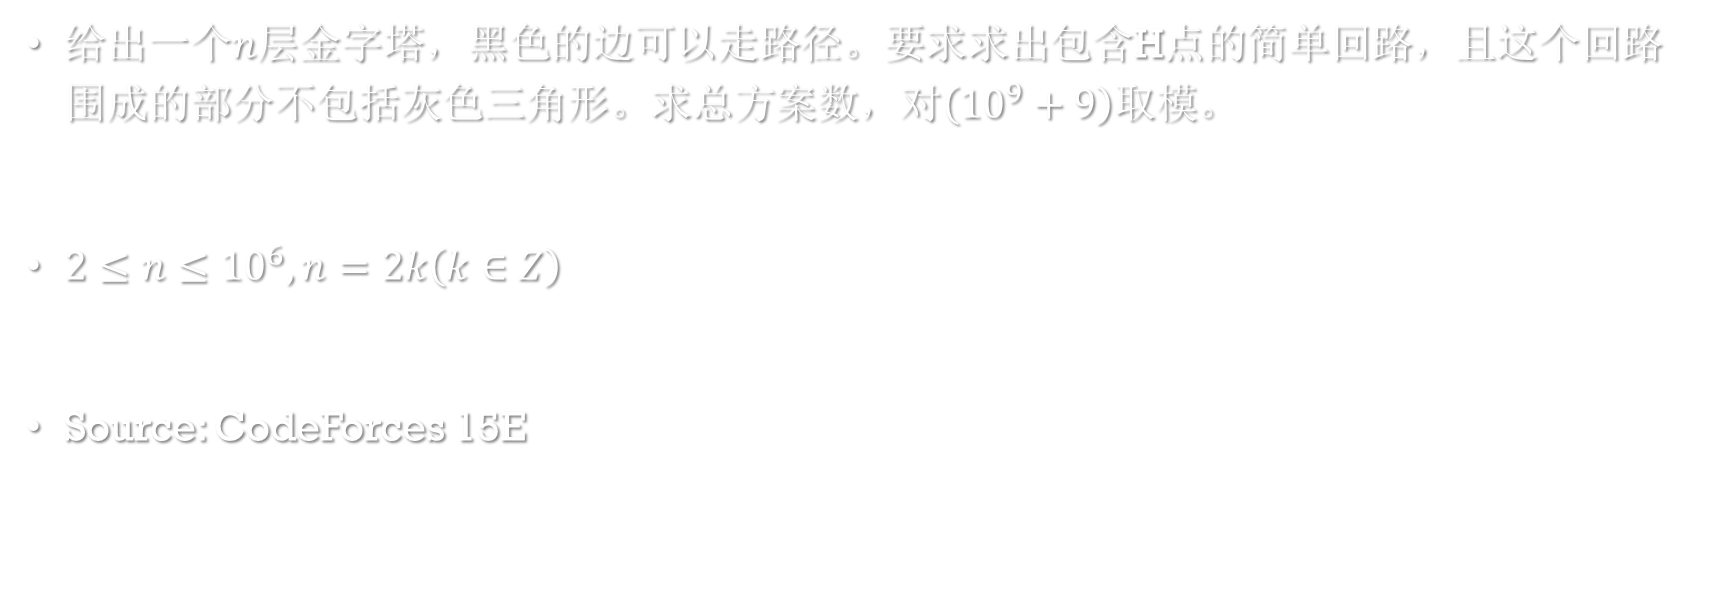 • 给出一个n层金字塔，黑色的边可以走路径。要求求出包含H点的简单回路，且这个回路
围成的部分不包括灰色三角形。求总方案数，对(10⁹ + 9)取模。
• 2 ≤ n ≤ 10⁶, n = 2k(k ∈ Z)
• Source: CodeForces 15E